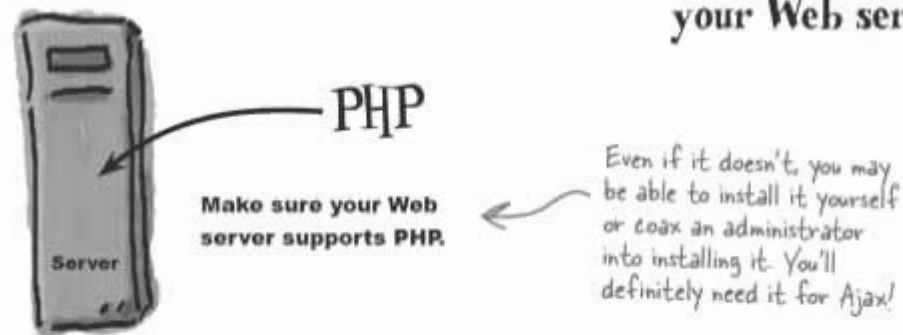 your Web ser
PHP
Make sure your Web
server supports PHP.
Server
Even if it doesn't, you may
be able to install it yourself
or coax an administrator
into installing it. You'll
definitely need it for Ajax!